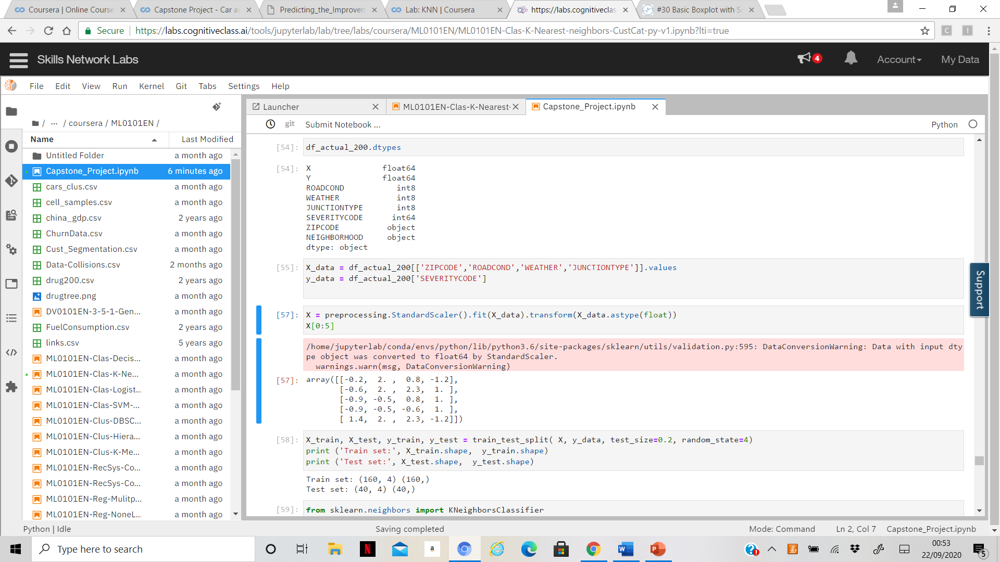 Coursera | Online Course
Capstone Project - Car ac
Predicting_the_Improvem
Lab: KNN | Coursera
https://labs.cognitiveclas
#30 Basic Boxplot with Se
Secure
https://labs.cognitiveclass.ai/tools/jupyterlab/lab/tree/labs/coursera/ML0101EN/ML0101EN-Clas-K-Nearest-neighbors-CustCat-py-v1.ipynb?lti=true
C
I
Skills Network Labs
4
Account
My Data
File Edit View Run Kernel Git Tabs Settings Help
/ ... / coursera / ML0101EN /
Name Last Modified
Untitled Folder a month ago
Capstone_Project.ipynb 6 minutes ago
cars_clus.csv a month ago
cell_samples.csv a month ago
china_gdp.csv 2 years ago
ChurnData.csv a month ago
Cust_Segmentation.csv a month ago
Data-Collisions.csv 2 months ago
drug200.csv 2 years ago
drugtree.png a month ago
DV0101EN-3-5-1-Gen... a month ago
FuelConsumption.csv 2 years ago
links.csv 5 years ago
ML0101EN-Clas-Decis... a month ago
ML0101EN-Clas-K-Ne... a month ago
ML0101EN-Clas-Logist... a month ago
ML0101EN-Clas-SVM-... a month ago
ML0101EN-Clus-DBSC... a month ago
ML0101EN-Clus-Hiera... a month ago
ML0101EN-Clus-K-Me... a month ago
ML0101EN-RecSys-Co... a month ago
ML0101EN-RecSys-Co... a month ago
ML0101EN-Reg-Mulitp... a month ago
ML0101EN-Reg-NoneL... a month ago
Launcher
ML0101EN-Clas-K-Nearest-
Capstone_Project.ipynb
git Submit Notebook ...
Python
[54]: df_actual_200.dtypes
[54]: X float64
Y float64
ROADCOND int8
WEATHER int8
JUNCTIONTYPE int8
SEVERITYCODE int64
ZIPCODE object
NEIGHBORHOOD object
dtype: object
[55]: X_data = df_actual_200[['ZIPCODE','ROADCOND','WEATHER','JUNCTIONTYPE']].values
y_data = df_actual_200['SEVERITYCODE']
[57]: X = preprocessing.StandardScaler().fit(X_data).transform(X_data.astype(float))
X[0:5]
/home/jupyterlab/conda/envs/python/lib/python3.6/site-packages/sklearn/utils/validation.py:595: DataConversionWarning: Data with input dty
pe object was converted to float64 by StandardScaler.
warnings.warn(msg, DataConversionWarning)
[57]: array([[-0.2, 2. , 0.8, -1.2],
[-0.6, 2. , 2.3, 1. ],
[-0.9, -0.5, 0.8, 1. ],
[-0.9, -0.5, -0.6, 1. ],
[ 1.4, 2. , 2.3, -1.2]])
[58]: X_train, X_test, y_train, y_test = train_test_split( X, y_data, test_size=0.2, random_state=4)
print ('Train set:', X_train.shape, y_train.shape)
print ('Test set:', X_test.shape, y_test.shape)
Train set: (160, 4) (160,)
Test set: (40, 4) (40,)
[59]: from sklearn.neighbors import KNeighborsClassifier
Support
Python | Idle
Saving completed
Mode: Command
Ln 2, Col 7
Capstone_Project.ipynb
Type here to search
00:53
22/09/2020
5